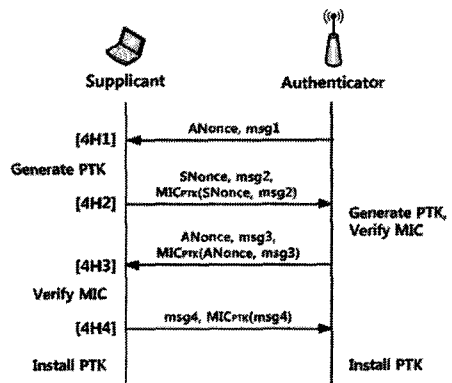 Supplicant
Authenticator
[4H1]
ANonce, msg1
Generate PTK
[4H2]
SNonce, msg2,
MICPTK(SNonce, msg2)
Generate PTK,
Verify MIC
[4H3]
ANonce, msg3,
MICPTK(ANonce, msg3)
Verify MIC
[4H4]
msg4, MICPTK(msg4)
Install PTK
Install PTK